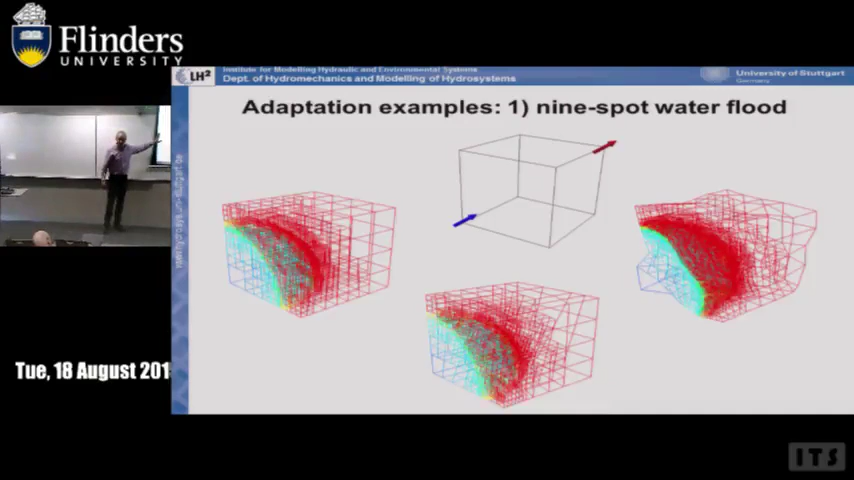 Flinders
UNIVERSITY
LH²
Institute for Modelling Hydraulic and Environmental Systems
Dept. of Hydromechanics and Modelling of Hydrosystems
University of Stuttgart
Germany
Adaptation examples: 1) nine-spot water flood
Tue, 18 August 201
ITS